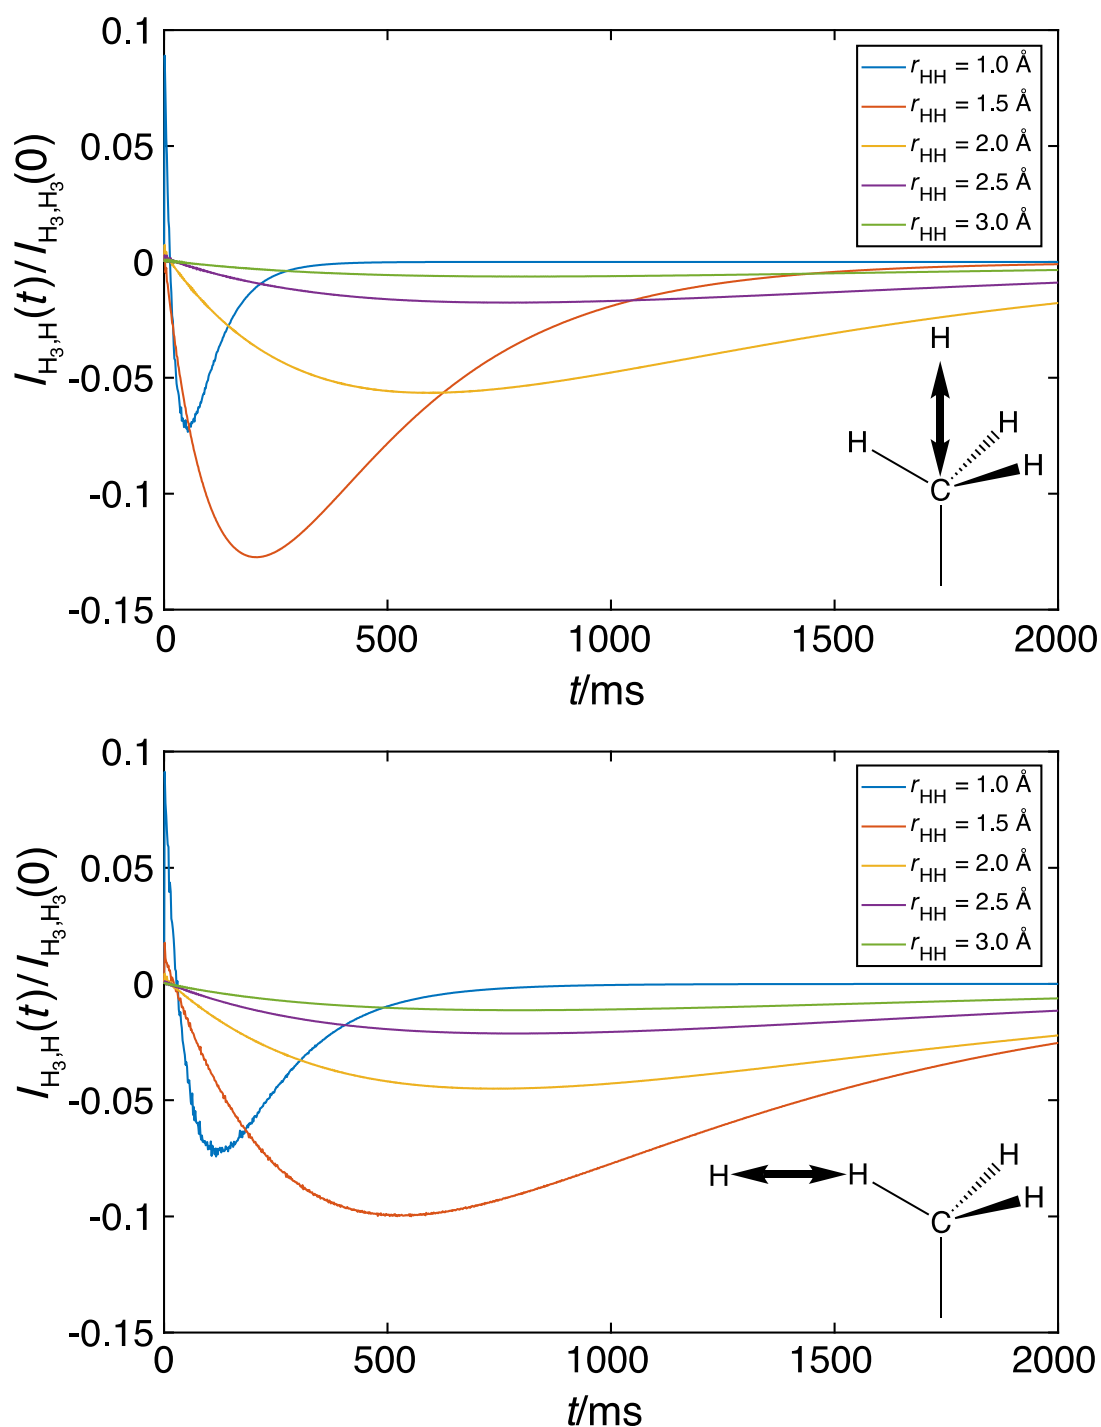 0.1
0.05
0
-0.05
-0.1
-0.15
I_{H_3,H}(t)/I_{H_3,H_3}(0)
r_{HH} = 1.0 Å
r_{HH} = 1.5 Å
r_{HH} = 2.0 Å
r_{HH} = 2.5 Å
r_{HH} = 3.0 Å
H
H H
H
C
0 500 1000 1500 2000
t/ms
0.1
0.05
0
-0.05
-0.1
-0.15
I_{H_3,H}(t)/I_{H_3,H_3}(0)
r_{HH} = 1.0 Å
r_{HH} = 1.5 Å
r_{HH} = 2.0 Å
r_{HH} = 2.5 Å
r_{HH} = 3.0 Å
H
H H
H
C
0 500 1000 1500 2000
t/ms